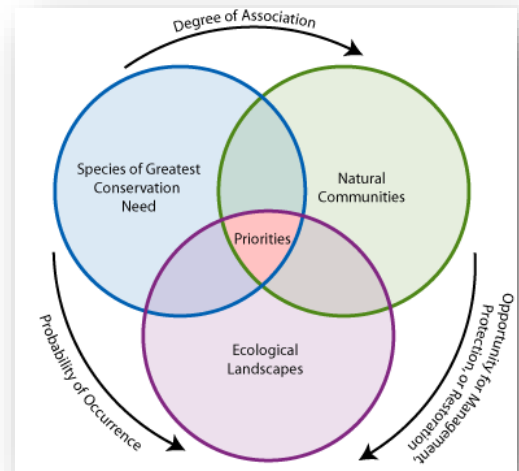 Degree of Association
Species of Greatest
Conservation
Need
Natural
Communities
Priorities
Ecological
Landscapes
Probability of Occurrence
Opportunity for Management,
Protection, or Restoration